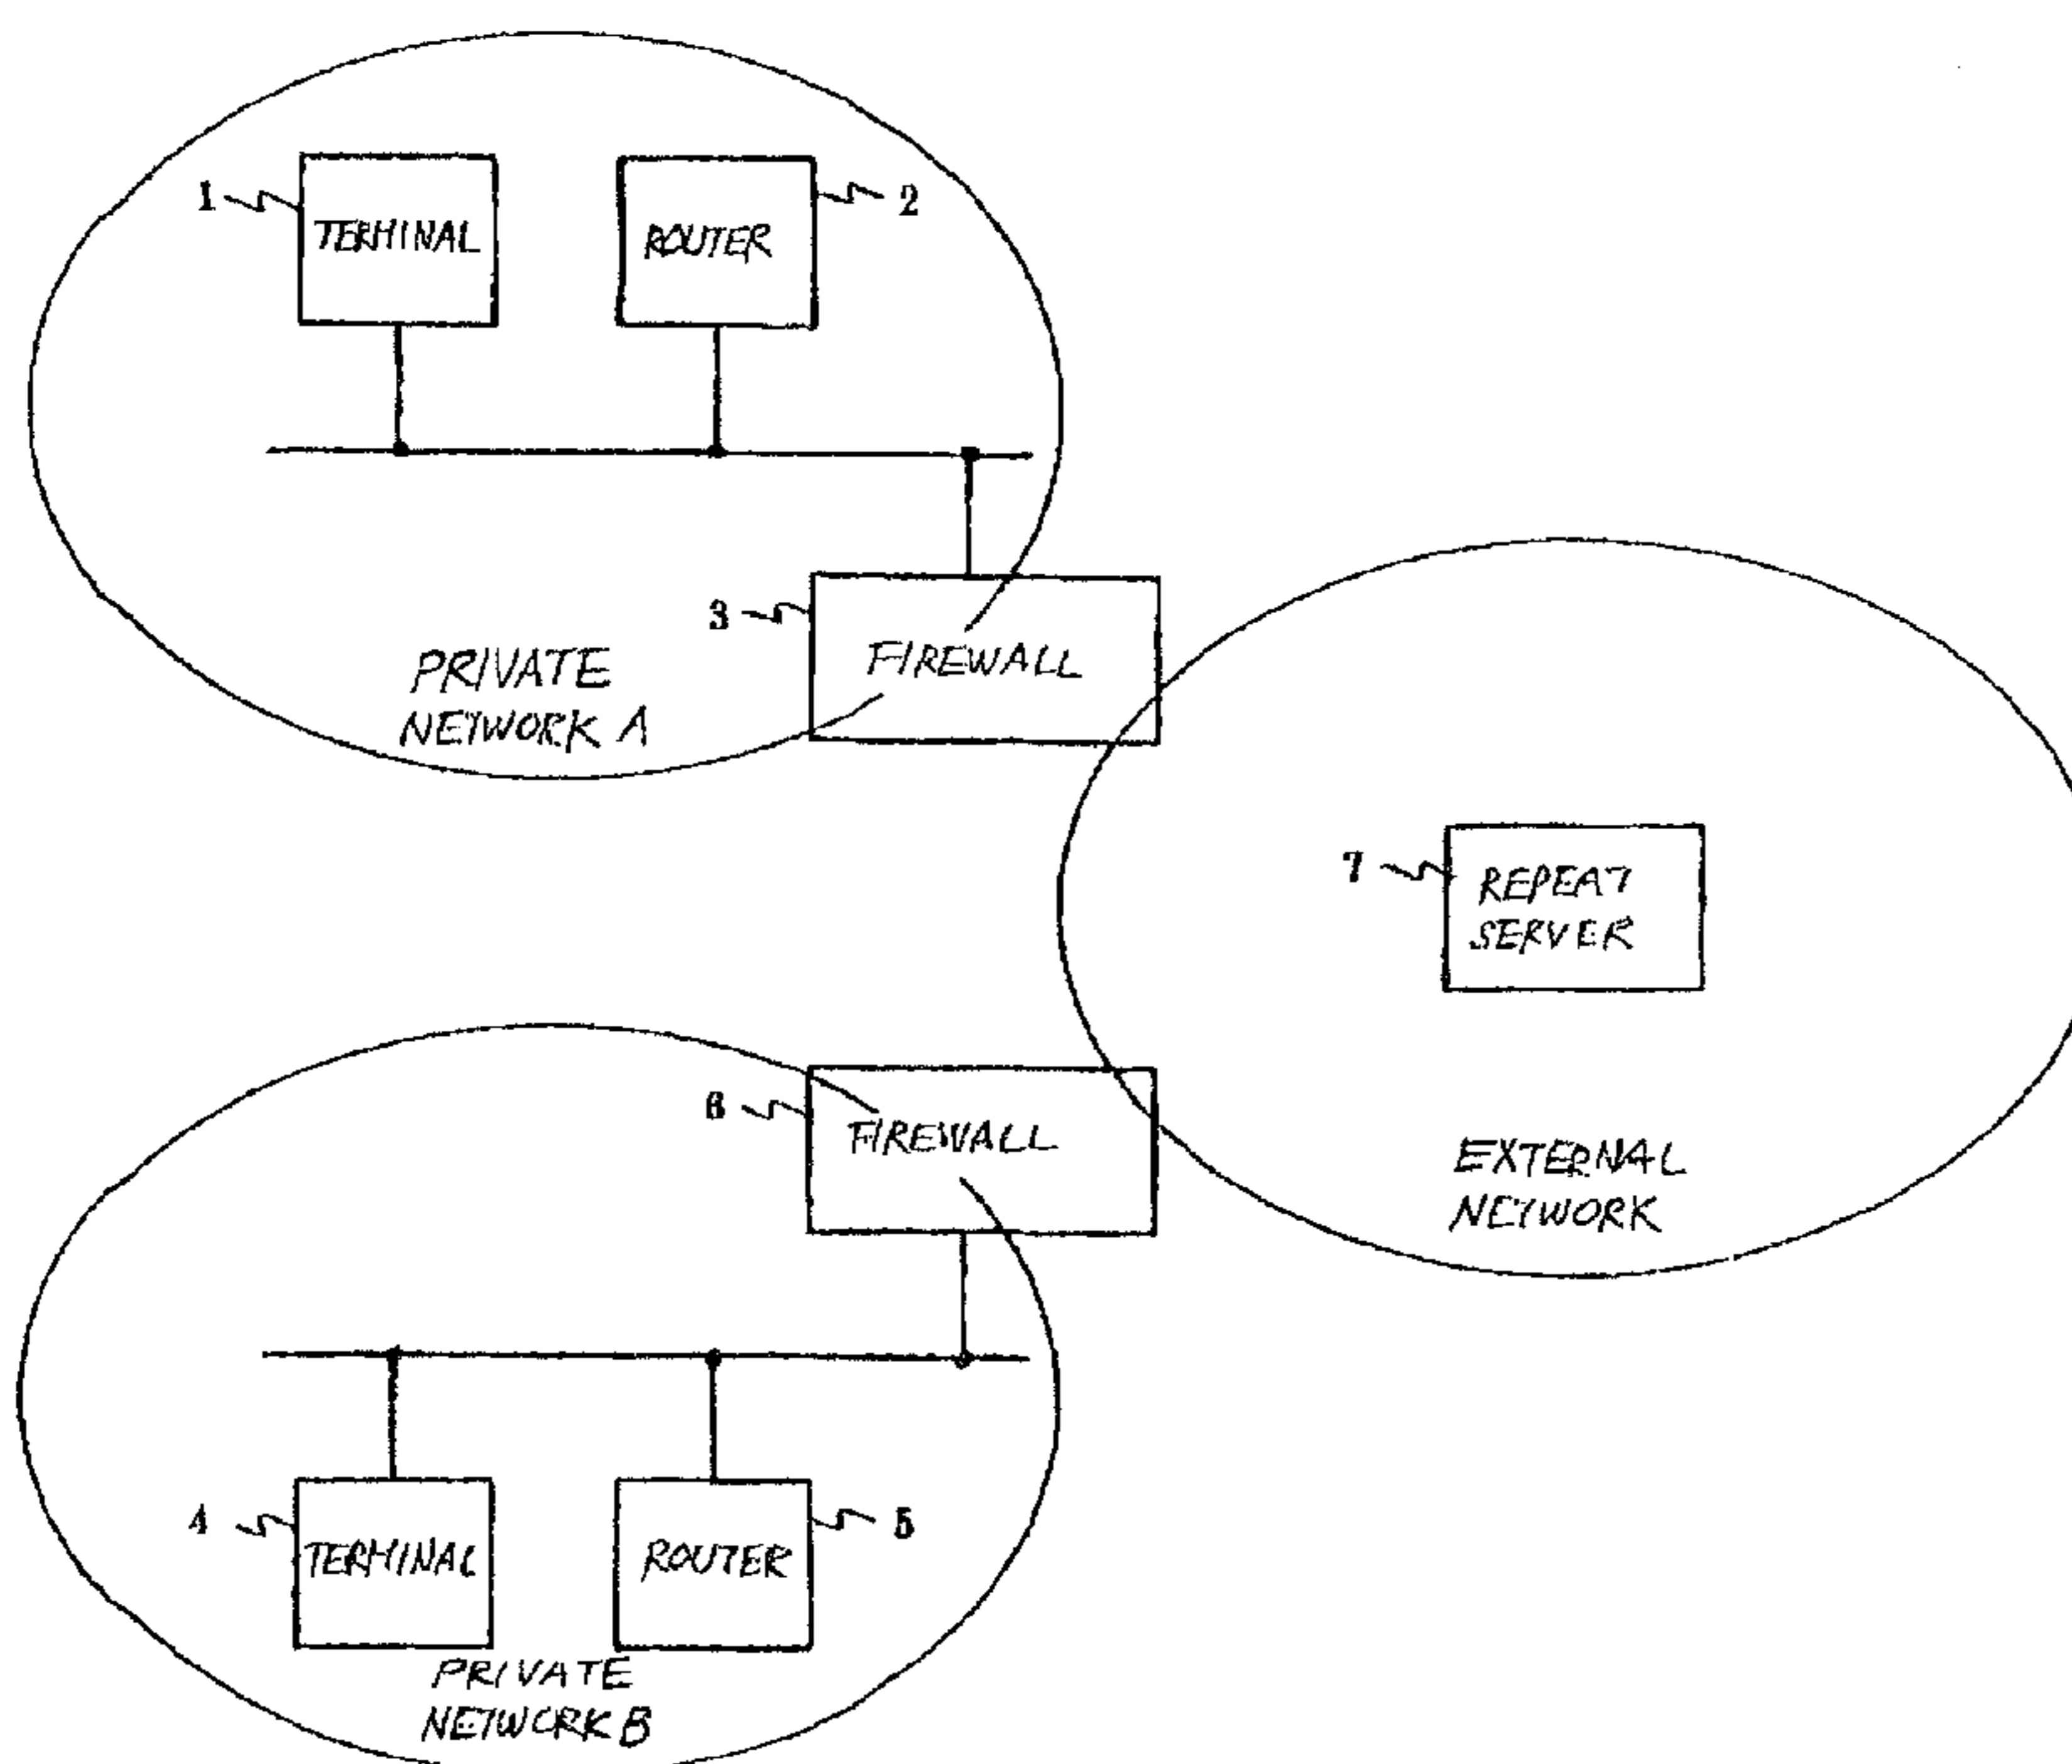 1
TERMINAL
ROUTER
2
3
FIREWALL
PRIVATE
NETWORK A
7
REPEAT
SERVER
6
FIREWALL
EXTERNAL
NETWORK
4
TERMINAL
ROUTER
5
PRIVATE
NETWORK B